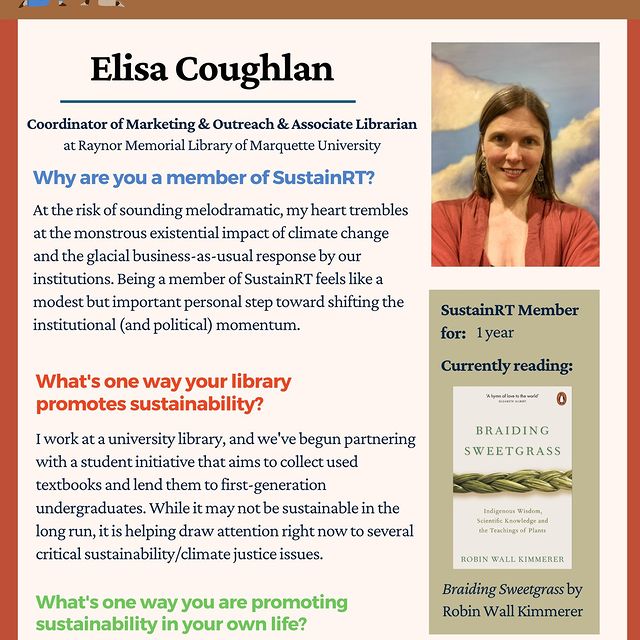 Elisa Coughlan
Coordinator of Marketing & Outreach & Associate Librarian
at Raynor Memorial Library of Marquette University
Why are you a member of SustainRT?
At the risk of sounding melodramatic, my heart trembles
at the monstrous existential impact of climate change
and the glacial business-as-usual response by our
institutions. Being a member of SustainRT feels like a
modest but important personal step toward shifting the
institutional (and political) momentum.
What's one way your library
promotes sustainability?
I work at a university library, and we've begun partnering
with a student initiative that aims to collect used
textbooks and lend them to first-generation
undergraduates. While it may not be sustainable in the
long run, it is helping draw attention right now to several
critical sustainability/climate justice issues.
What's one way you are promoting
sustainability in your own life?
SustainRT Member
for: 1 year
Currently reading:
'A hymn of love to the world'
ELIZABETH GILBERT
BRAIDING
SWEETGRASS
Indigenous Wisdom,
Scientific Knowledge and
the Teachings of Plants
ROBIN WALL KIMMERER
Braiding Sweetgrass by
Robin Wall Kimmerer